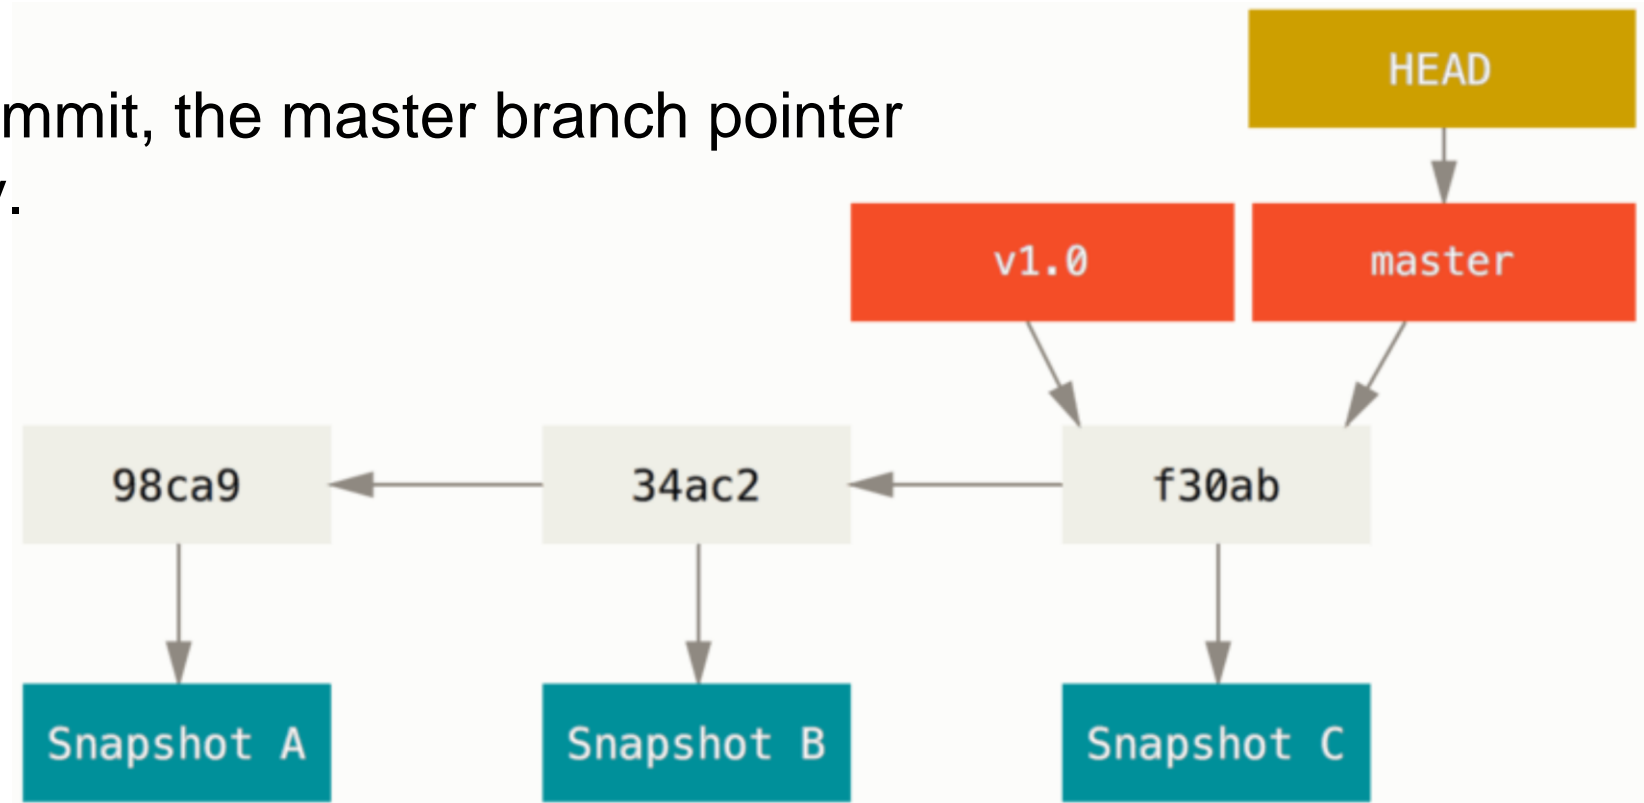 mmit, the master branch pointer
.
HEAD
v1.0 master
98ca9 34ac2 f30ab
Snapshot A Snapshot B Snapshot C